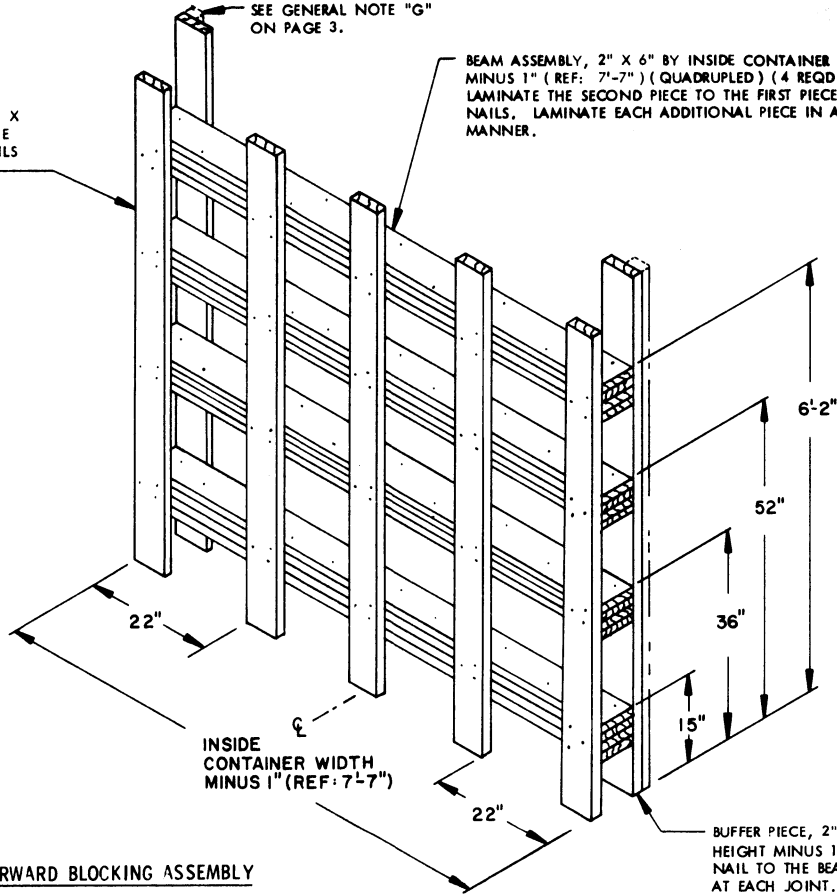 SEE GENERAL NOTE "G"
ON PAGE 3.
BEAM ASSEMBLY, 2" X 6" BY INSIDE CONTAINER
MINUS 1" (REF: 7'-7") (QUADRUPLED) (4 REQD
LAMINATE THE SECOND PIECE TO THE FIRST PIECE
NAILS. LAMINATE EACH ADDITIONAL PIECE IN A
MANNER.
X
E
ILS
6'-2"
52"
36"
15"
22"
℄
INSIDE
CONTAINER WIDTH
MINUS 1" (REF: 7'-7")
22"
BUFFER PIECE, 2"
HEIGHT MINUS 1
NAIL TO THE BEA
AT EACH JOINT.
RWARD BLOCKING ASSEMBLY